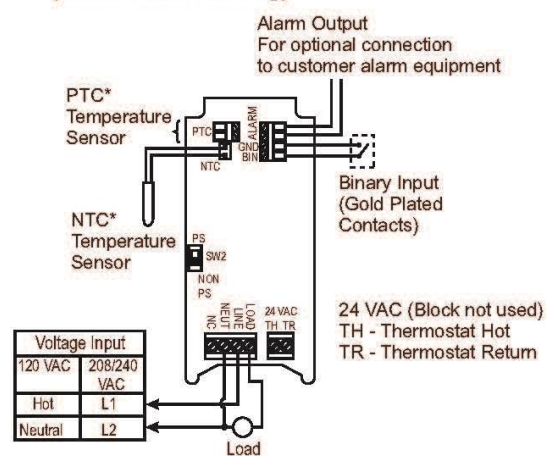 Alarm Output
For optional connection
to customer alarm equipment
PTC*
Temperature
Sensor
PTC
ALARM
GND
BIN
NTC
Binary Input
(Gold Plated
Contacts)
NTC*
Temperature
Sensor
PS
SW2
NON
PS
NC
NEUT
LINE
LOAD
24 VAC
TH TR
24 VAC (Block not used)
TH - Thermostat Hot
TR - Thermostat Return
Voltage Input
120 VAC 208/240
VAC
Hot L1
Neutral L2
Load